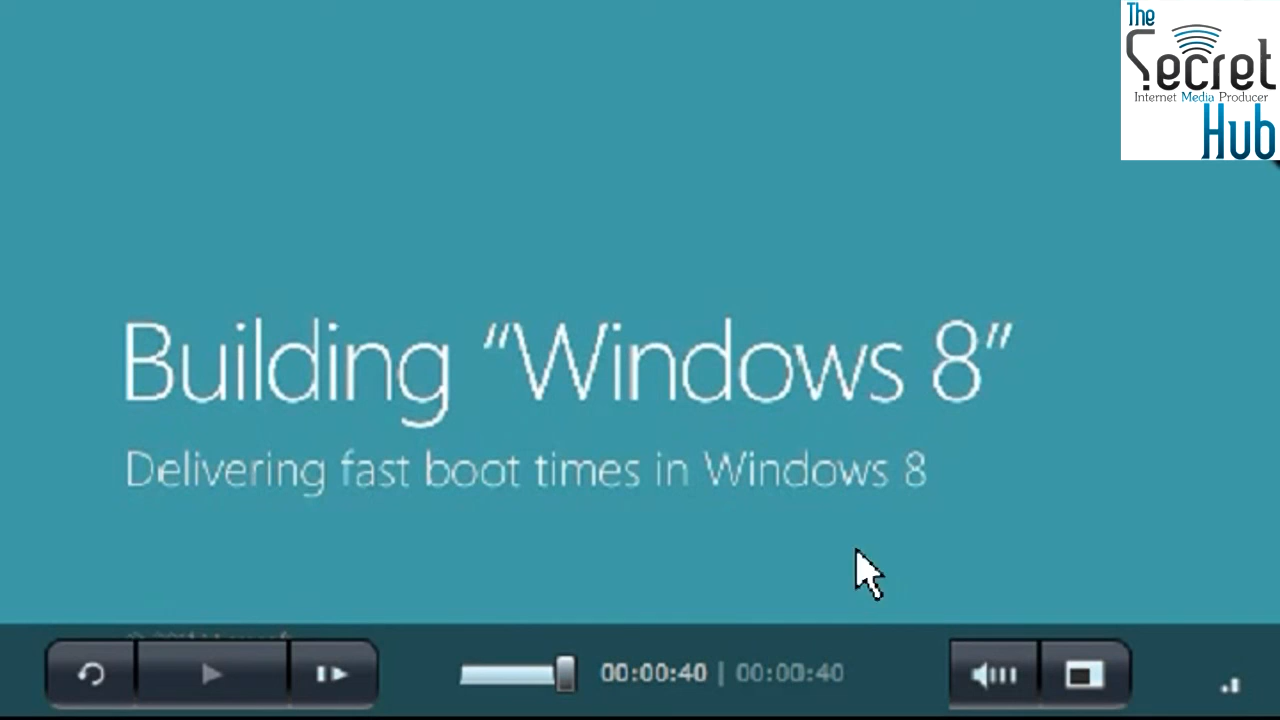 The
Secret
Internet Media Producer
Hub
Building “Windows 8”
Delivering fast boot times in Windows 8
00:00:40 | 00:00:40